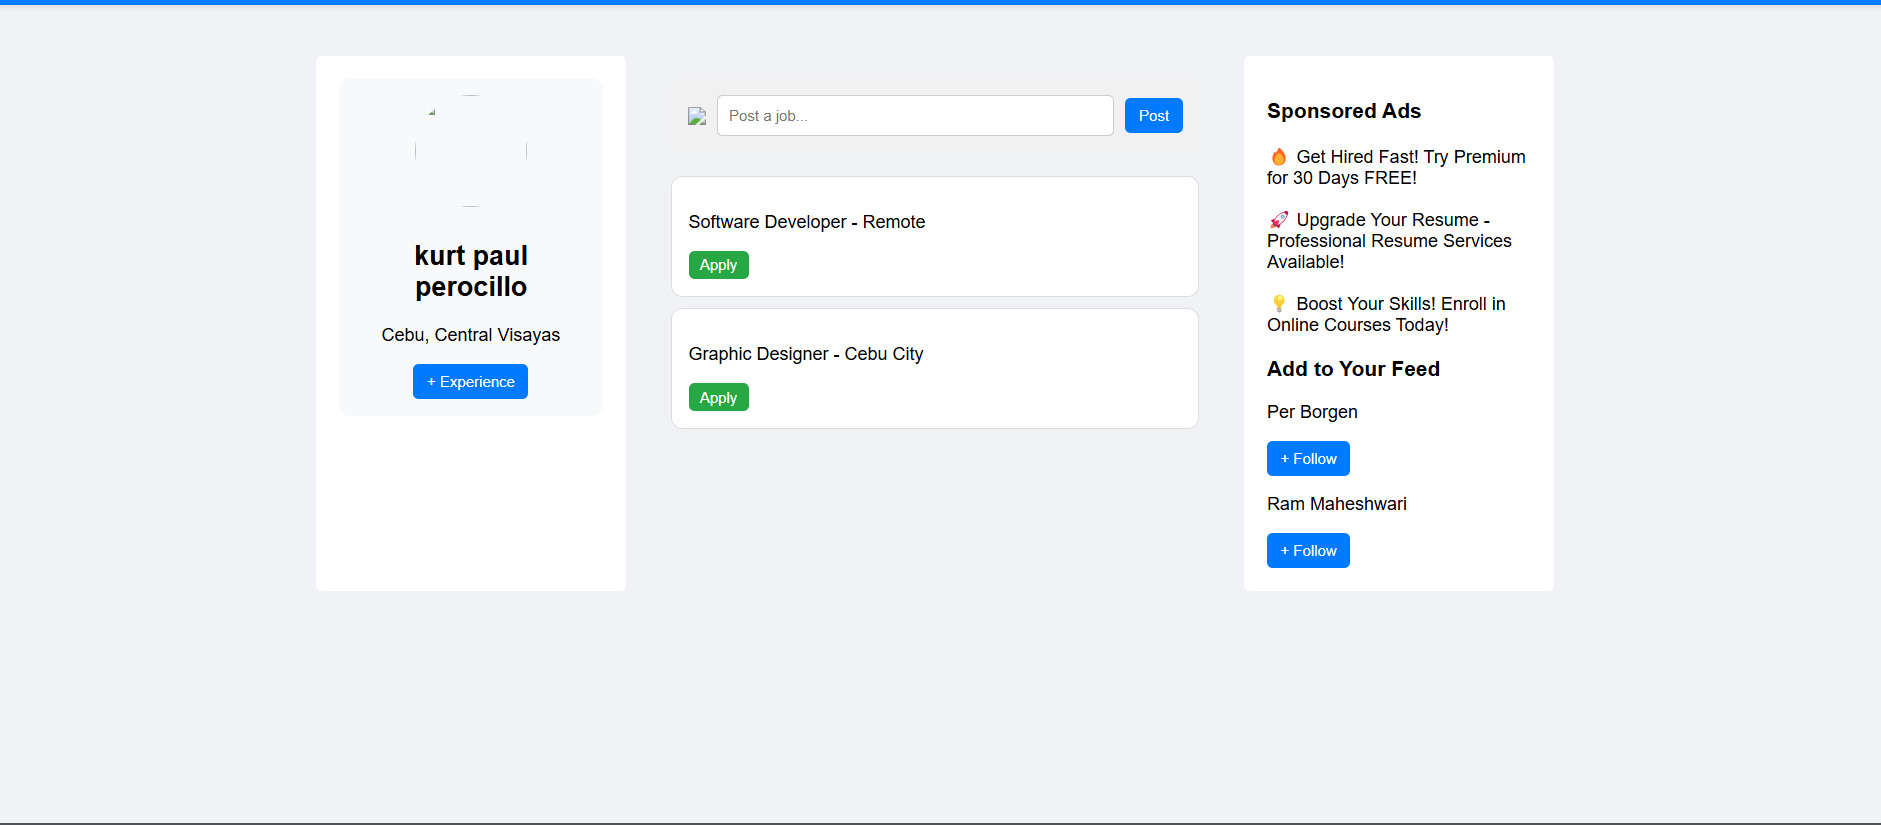 kurt paul
perocillo
Cebu, Central Visayas
+ Experience
Post a job...
Post
Software Developer - Remote
Apply
Graphic Designer - Cebu City
Apply
Sponsored Ads
🔥 Get Hired Fast! Try Premium
for 30 Days FREE!
🚀 Upgrade Your Resume -
Professional Resume Services
Available!
💡 Boost Your Skills! Enroll in
Online Courses Today!
Add to Your Feed
Per Borgen
+ Follow
Ram Maheshwari
+ Follow